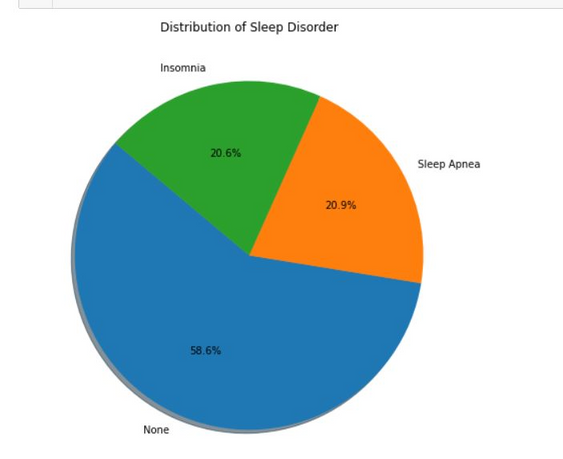 Distribution of Sleep Disorder
Insomnia
20.6%
Sleep Apnea
20.9%
58.6%
None